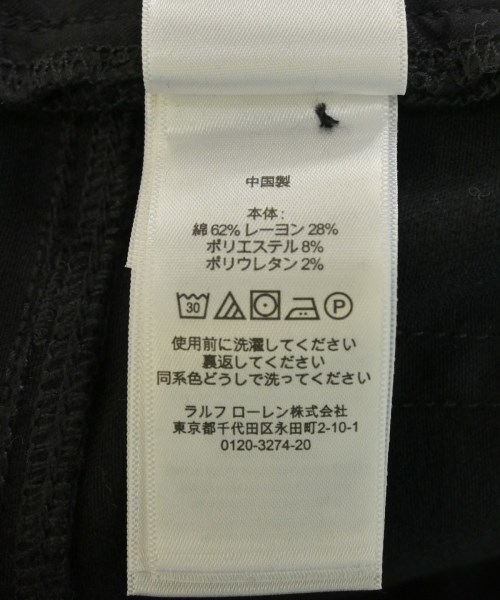 中国製
本体:
綿 62% レーヨン 28%
ポリエステル 8%
ポリウレタン 2%
30 P
使用前に洗濯してください
裏返してください
同系色どうしで洗ってください
ラルフ ローレン株式会社
東京都千代田区永田町2-10-1
0120-3274-20